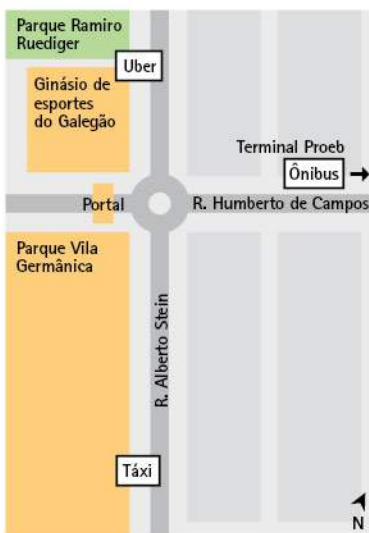 Parque Ramiro
Ruediger
Uber
Ginásio de
esportes
do Galegão
Terminal Proeb
Ônibus
Portal
R. Humberto de Campos
Parque Vila
Germânica
R. Alberto Stein
Táxi
N